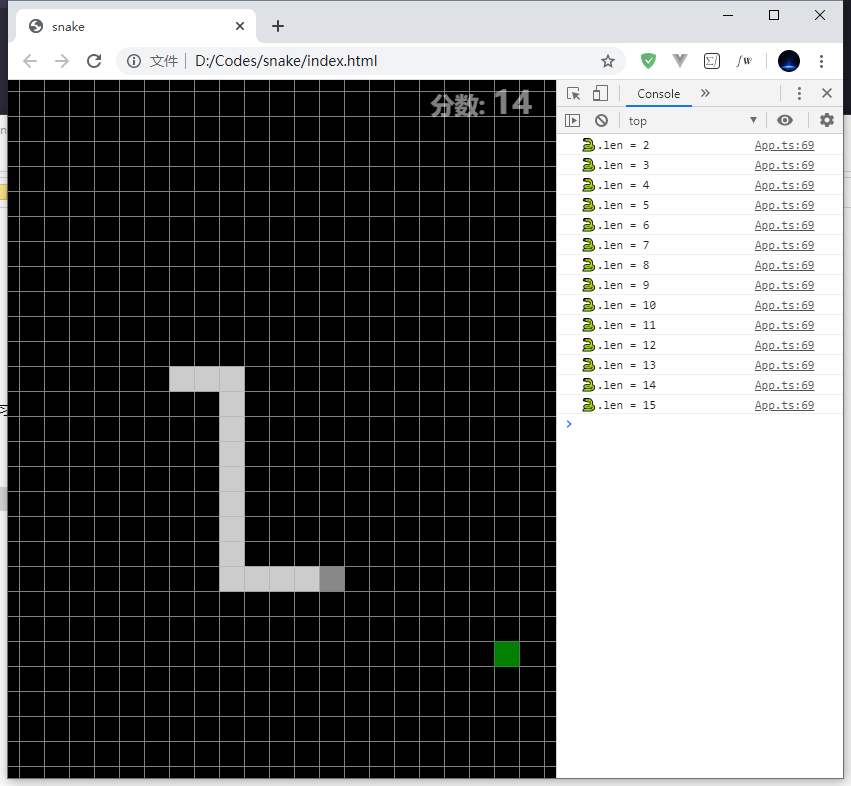 snake
文件 D:/Codes/snake/index.html
分数: 14
Console
top
🐍.len = 2 App.ts:69
🐍.len = 3 App.ts:69
🐍.len = 4 App.ts:69
🐍.len = 5 App.ts:69
🐍.len = 6 App.ts:69
🐍.len = 7 App.ts:69
🐍.len = 8 App.ts:69
🐍.len = 9 App.ts:69
🐍.len = 10 App.ts:69
🐍.len = 11 App.ts:69
🐍.len = 12 App.ts:69
🐍.len = 13 App.ts:69
🐍.len = 14 App.ts:69
🐍.len = 15 App.ts:69